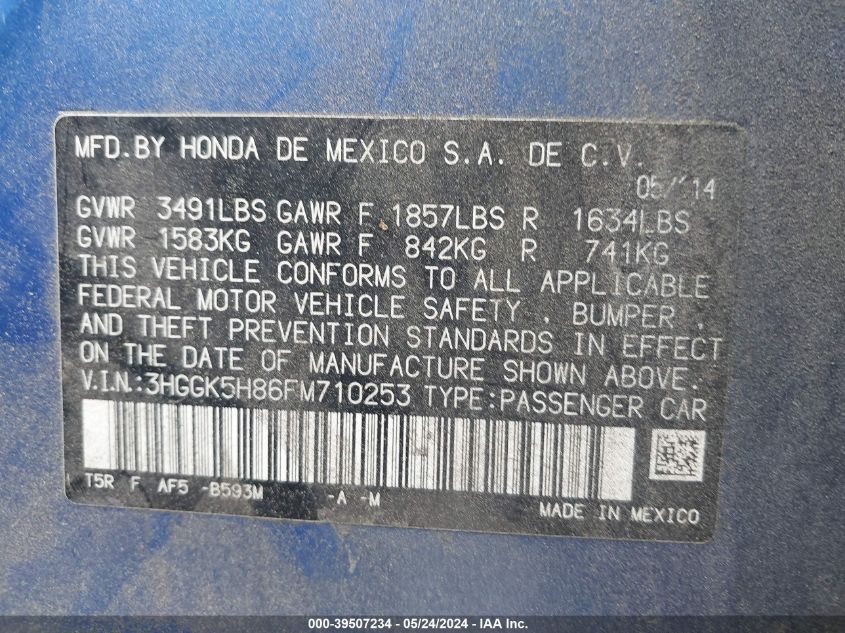 MFD.BY HONDA DE MEXICO S.A. DE C.V.
05/14
GVWR 3491LBS GAWR F 1857LBS R 1634LBS
GVWR 1583KG GAWR F 842KG R 741KG
THIS VEHICLE CONFORMS TO ALL APPLICABLE
FEDERAL MOTOR VEHICLE SAFETY , BUMPER ,
AND THEFT PREVENTION STANDARDS IN EFFECT
ON THE DATE OF MANUFACTURE SHOWN ABOVE.
V.I.N.:3HGGK5H86FM710253 TYPE:PASSENGER CAR
T5R F AF5 -B593M -A -M
MADE IN MEXICO
000-39507234 - 05/24/2024 - IAA Inc.